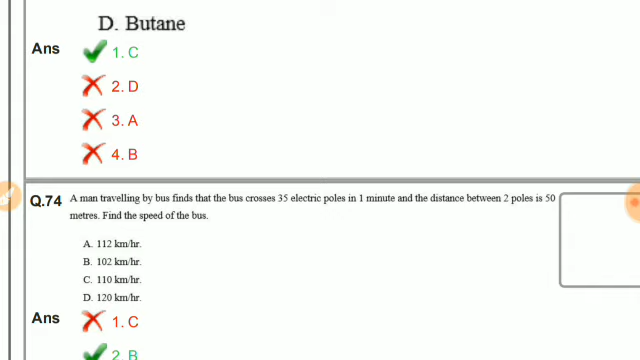 D. Butane
Ans
1. C
2. D
3. A
4. B
Q.74 A man travelling by bus finds that the bus crosses 35 electric poles in 1 minute and the distance between 2 poles is 50
metres. Find the speed of the bus.
A. 112 km/hr.
B. 102 km/hr.
C. 110 km/hr.
D. 120 km/hr.
Ans
1. C
2. B